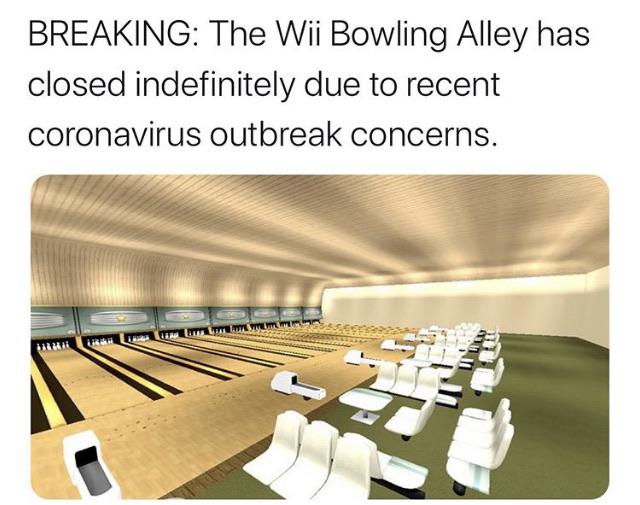 BREAKING: The Wii Bowling Alley has
closed indefinitely due to recent
coronavirus outbreak concerns.